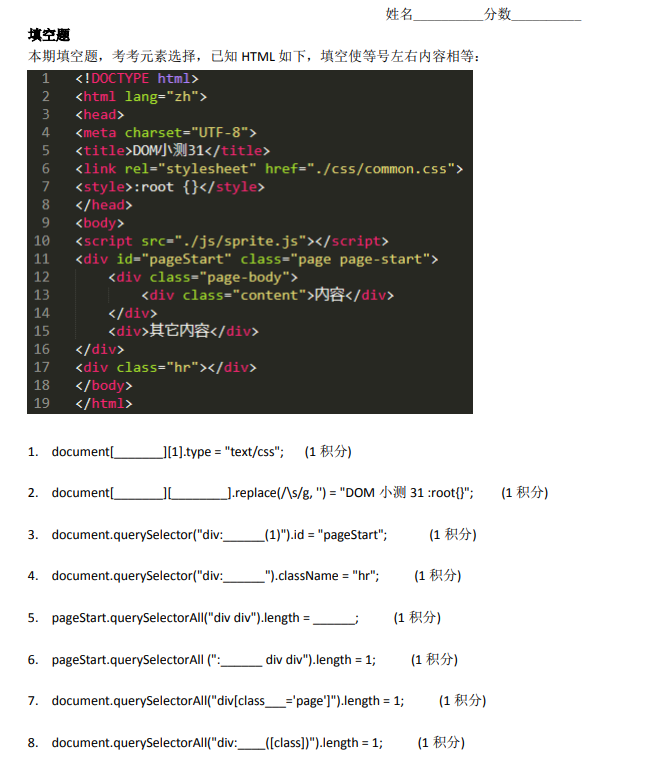 姓名__________分数__________
填空题
本期填空题，考考元素选择，已知 HTML 如下，填空使等号左右内容相等：
1 <!DOCTYPE html>
2 <html lang="zh">
3 <head>
4 <meta charset="UTF-8">
5 <title>DOM小测31</title>
6 <link rel="stylesheet" href="./css/common.css">
7 <style>:root {}</style>
8 </head>
9 <body>
10 <script src="./js/sprite.js"></script>
11 <div id="pageStart" class="page page-start">
12 <div class="page-body">
13 <div class="content">内容</div>
14 </div>
15 <div>其它内容</div>
16 </div>
17 <div class="hr"></div>
18 </body>
19 </html>
1. document[_______][1].type = "text/css"; (1 积分)
2. document[_______][________].replace(/\s/g, '') = "DOM 小测 31 :root{}"; (1 积分)
3. document.querySelector("div:______(1)").id = "pageStart"; (1 积分)
4. document.querySelector("div:______").className = "hr"; (1 积分)
5. pageStart.querySelectorAll("div div").length = ______; (1 积分)
6. pageStart.querySelectorAll (":______ div div").length = 1; (1 积分)
7. document.querySelectorAll("div[class___='page']").length = 1; (1 积分)
8. document.querySelectorAll("div:____([class])").length = 1; (1 积分)